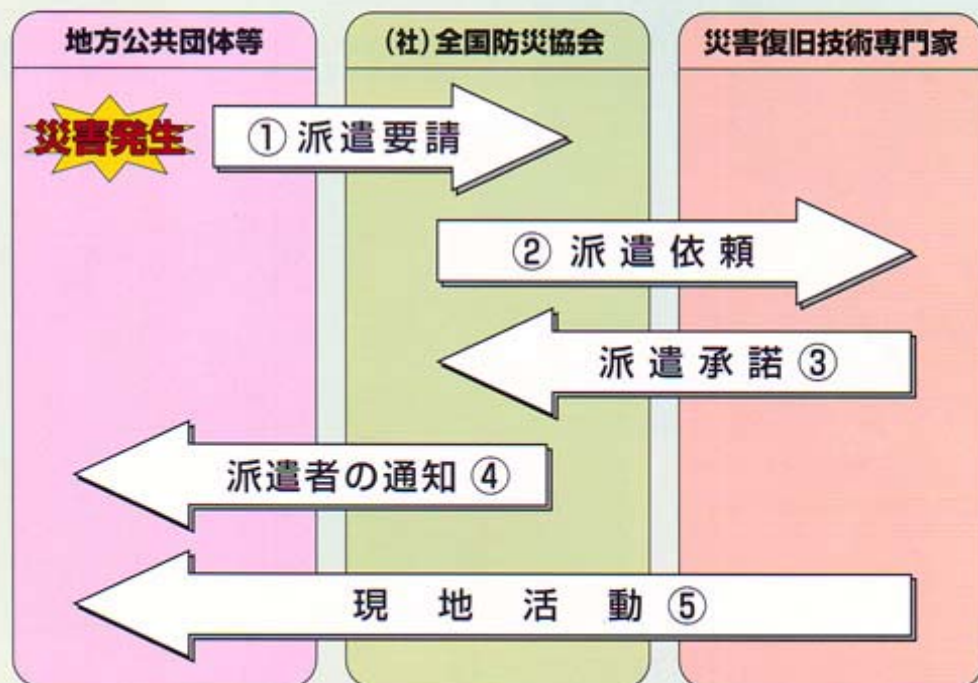 地方公共団体等
(社)全国防災協会
災害復旧技術専門家
災害発生
①派遣要請
②派遣依頼
派遣承諾③
派遣者の通知④
現地活動⑤